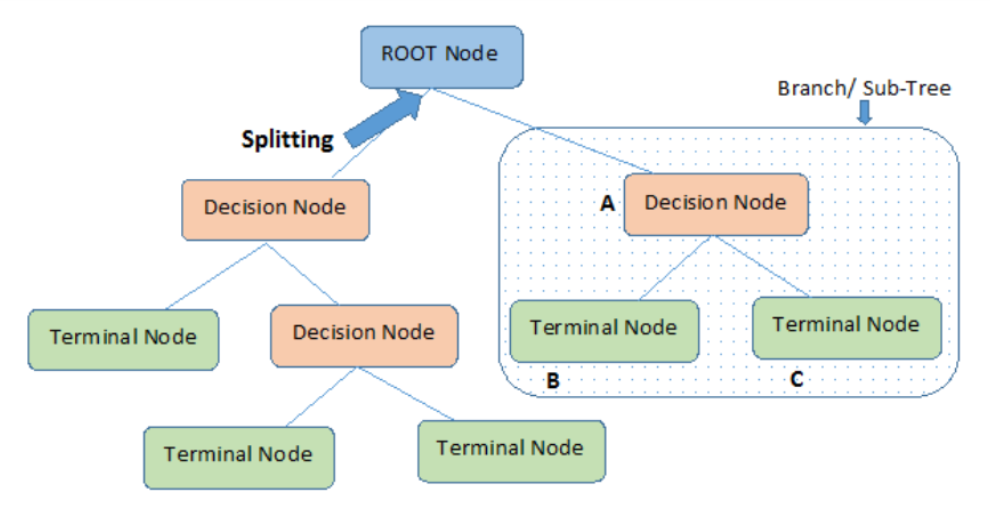 ROOT Node
Branch/ Sub-Tree
Splitting
Decision Node
A
Decision Node
Terminal Node
Decision Node
Terminal Node
Terminal Node
B
C
Terminal Node
Terminal Node